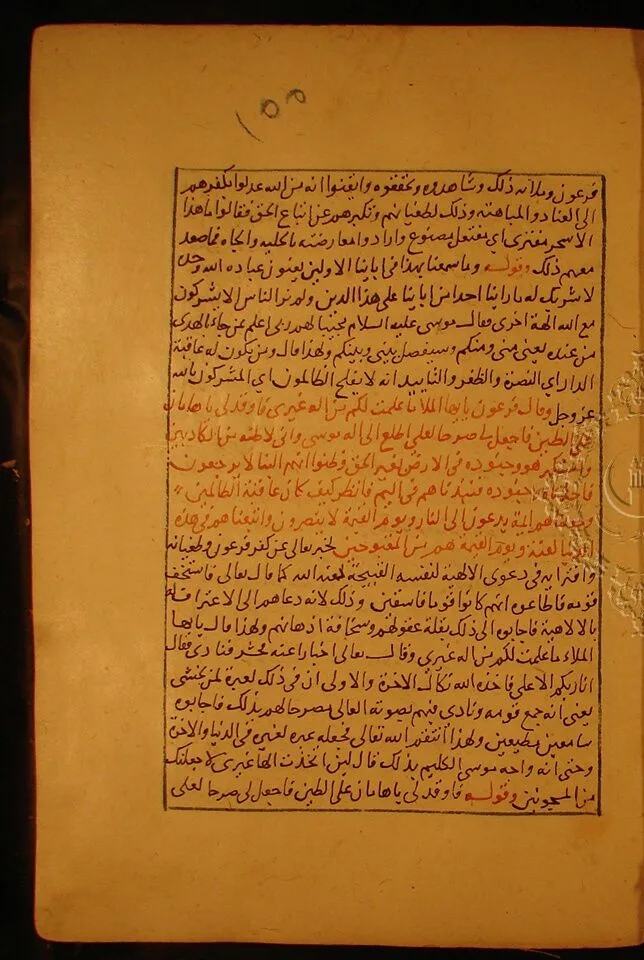 ١٥٥
فرعون وملائه ذلك وشاهدوه وتحققوه وايقنوا انه من الله عدلوا بكفرهم
الى العناد والمباهتة وذلك لطغيانهم وتكبرهم عن اتباع الحق فقالوا ما هذا
الا سحر مفترى اي مفتعل مصنوع وارادوا معارضته بالحيلة والجاه فما صعد
معهم ذلك وقوله وما سمعنا بهذا في ابائنا الاولين يعنون عبادة الله وحده
لا شريك له ما راينا احدا من ابائنا على هذا الدين ولم نر الناس الا يشركون
مع الله الهة اخرى فقال موسى عليه السلام مجيبا لهم ربي اعلم بمن جاء بالهدى
من عنده يعني مني ومنكم وسيفصل بيني وبينكم ولهذا قال ومن يكون له عاقبة
الدار اي النصرة والظفر والتاييد انه لا يفلح الظالمون اي المشركون بالله
عز وجل وقال فرعون يا ايها الملأ ما علمت لكم من اله غيري فاوقد لي يا هامان
على الطين فاجعل لي صرحا لعلي اطلع الى اله موسى واني لاظنه من الكاذبين
واستكبر هو وجنوده في الارض بغير الحق وظنوا انهم الينا لا يرجعون
فاخذناه وجنوده فنبذناهم في اليم فانظر كيف كان عاقبة الظالمين
وجعلناهم ائمة يدعون الى النار ويوم القيمة لا ينصرون واتبعناهم في هذه
الدنيا لعنة ويوم القيمة هم من المقبوحين يخبر تعالى عن كفر فرعون وطغيانه
وافترائه في دعوى الالهية لنفسه القبيحة لعنه الله كما قال تعالى فاستخف
قومه فاطاعوه انهم كانوا قوما فاسقين وذلك لانه دعاهم الى الاعتراف له
بالالاهية فاجابوه الى ذلك بقلة عقولهم وسخافة اذهانهم ولهذا قال يا ايها
الملاء ما علمت لكم من اله غيري وقال تعالى اخبارا عنه فحشر فنادى فقال
انا ربكم الاعلى فاخذه الله نكال الاخرة والاولى ان في ذلك لعبرة لمن يخشى
يعني انه جمع قومه ونادى فيهم بصوته العالي مصرحا لهم بذلك فاجابوه
سامعين مطيعين ولهذا انتقم الله تعالى فجعله عبرة لغيره في الدنيا والاخرة
وحتى انه واجه موسى الكليم بذلك قال لين اتخذت الها غيري لاجعلنك
من المسجونين وقوله فاوقد لي يا هامان على الطين فاجعل لي صرحا لعلي